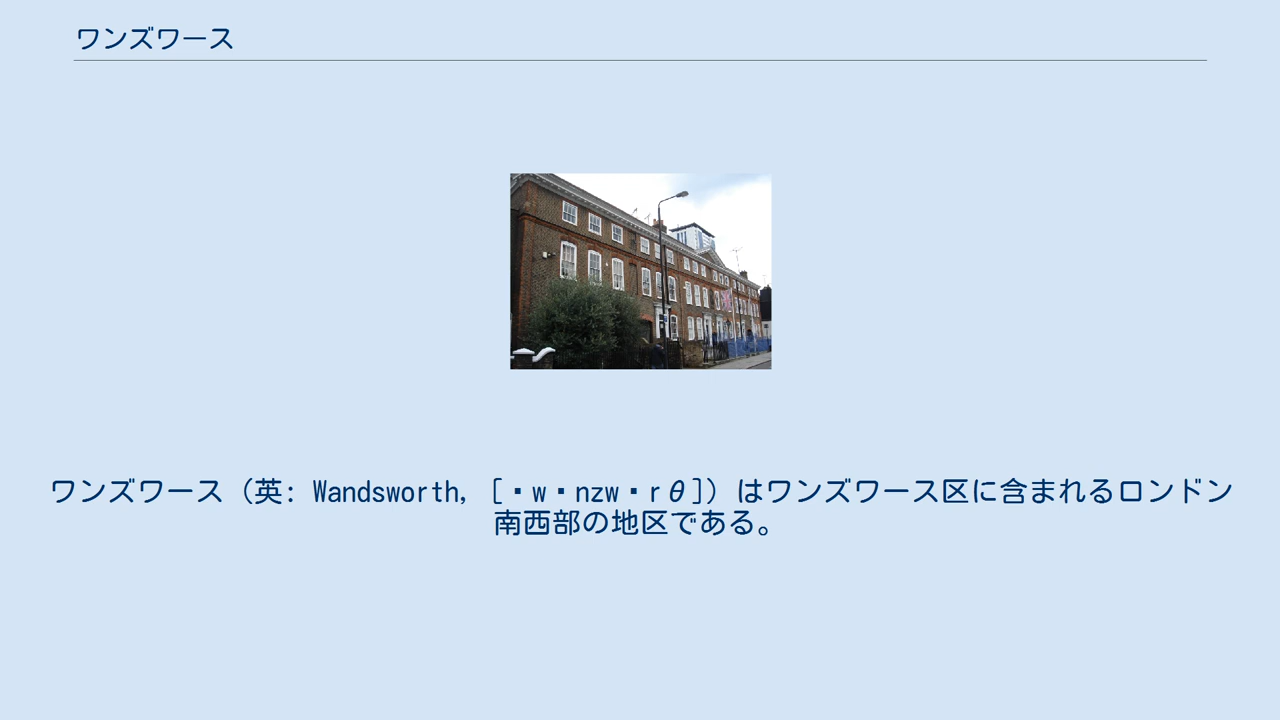 ワンズワース
ワンズワース（英: Wandsworth, [・w・nzw・rθ]）はワンズワース区に含まれるロンドン
南西部の地区である。